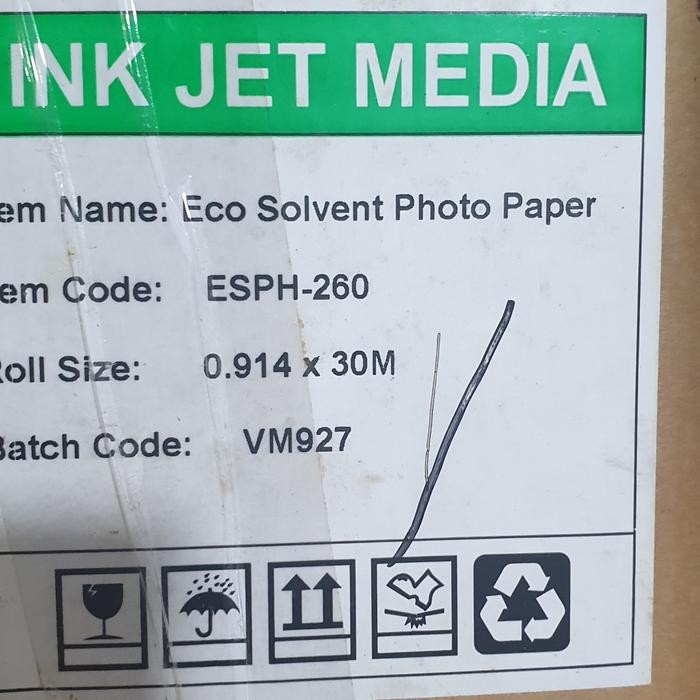 INK JET MEDIA
em Name: Eco Solvent Photo Paper
em Code: ESPH-260
oll Size: 0.914 x 30M
Batch Code: VM927